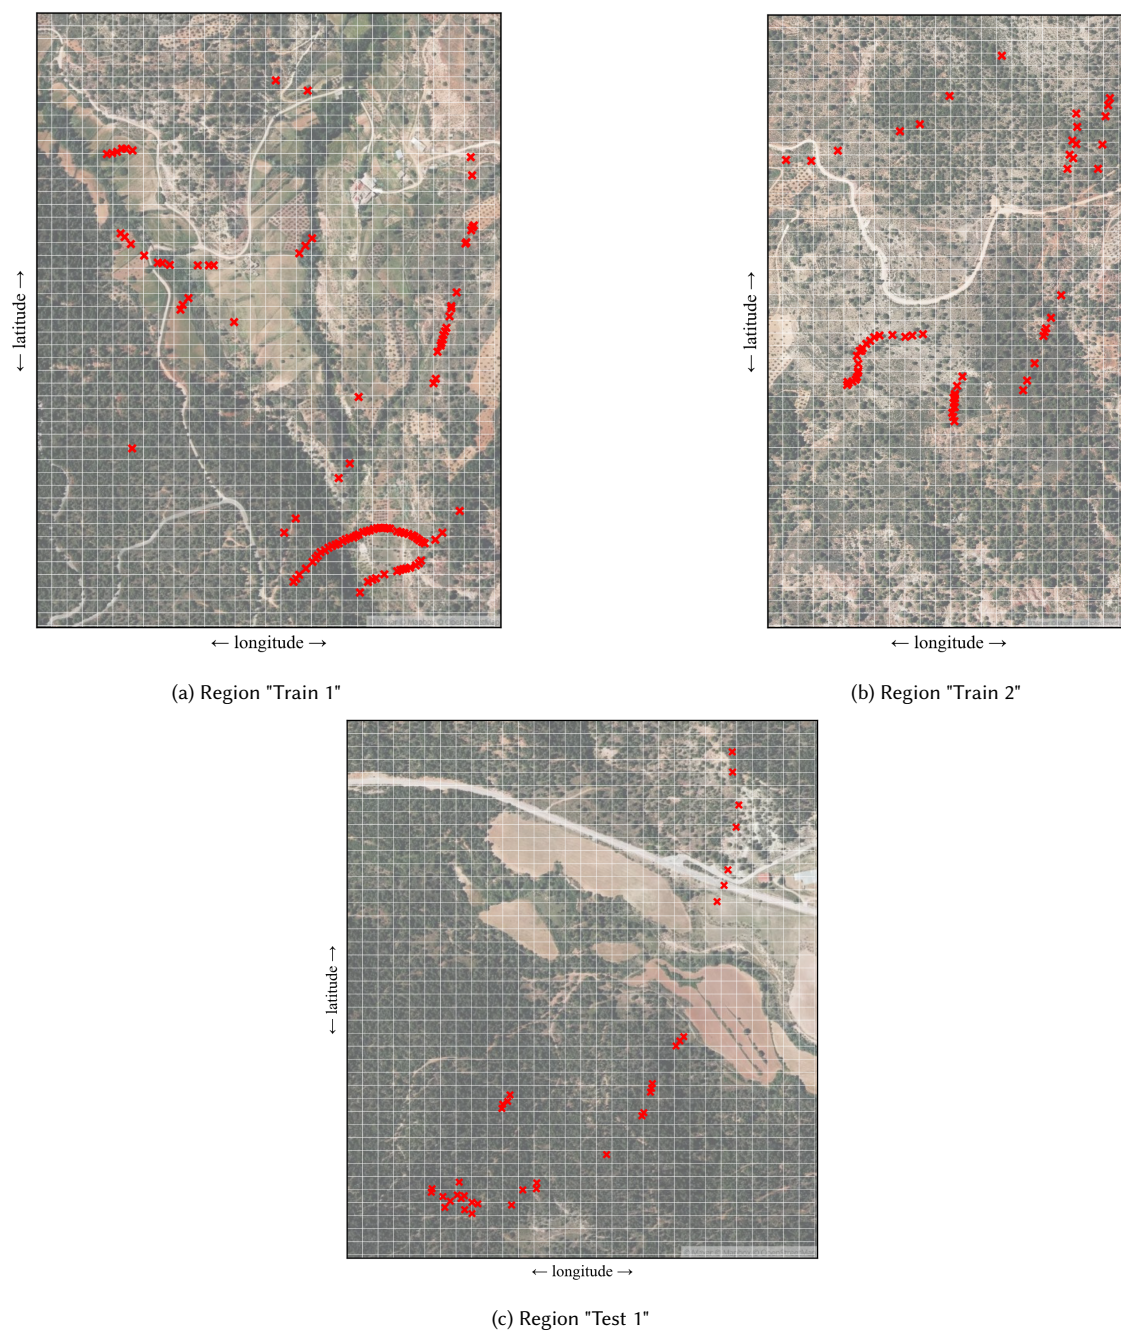 ← latitude →
← longitude →
(a) Region "Train 1"
← latitude →
← longitude →
(b) Region "Train 2"
← latitude →
← longitude →
(c) Region "Test 1"